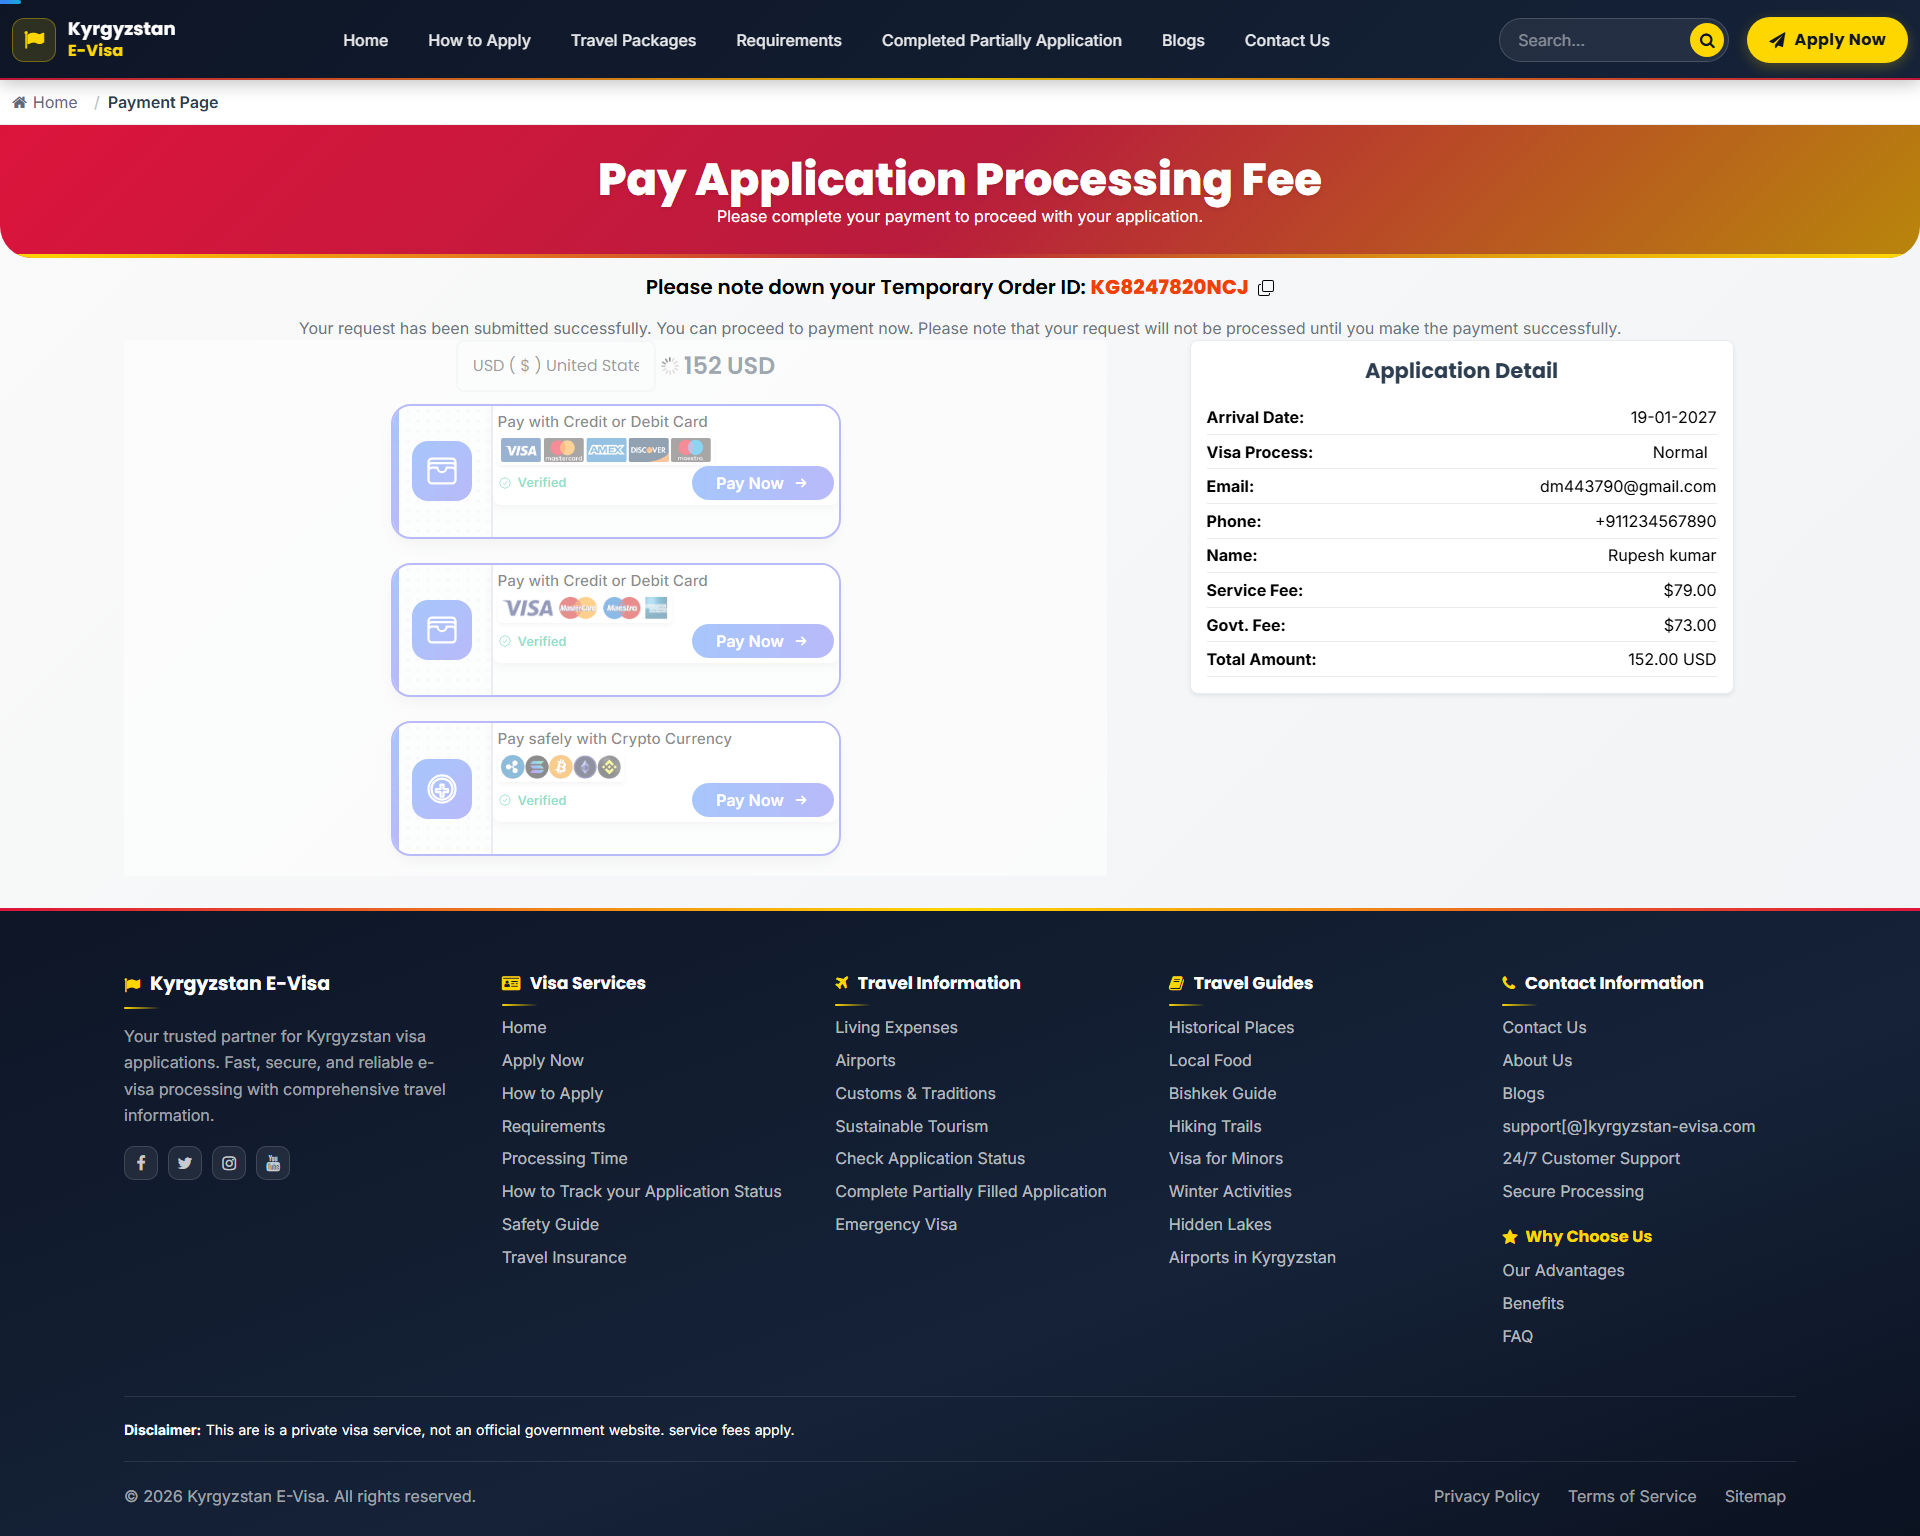 Kyrgyzstan
E-Visa
Home
How to Apply
Travel Packages
Requirements
Completed Partially Application
Blogs
Contact Us
Search...
Apply Now
Home / Payment Page
Pay Application Processing Fee
Please complete your payment to proceed with your application.
Please note down your Temporary Order ID: KG8247820NCJ
Your request has been submitted successfully. You can proceed to payment now. Please note that your request will not be processed until you make the payment successfully.
USD ( $ ) United State
152 USD
Pay with Credit or Debit Card
VISA mastercard AMEX DISCOVER maestro
Verified
Pay Now
Pay with Credit or Debit Card
VISA MasterCard Maestro
Verified
Pay Now
Pay safely with Crypto Currency
Verified
Pay Now
Application Detail
Arrival Date: 19-01-2027
Visa Process: Normal
Email: dm443790@gmail.com
Phone: +911234567890
Name: Rupesh kumar
Service Fee: $79.00
Govt. Fee: $73.00
Total Amount: 152.00 USD
Kyrgyzstan E-Visa
Your trusted partner for Kyrgyzstan visa
applications. Fast, secure, and reliable e-
visa processing with comprehensive travel
information.
Visa Services
Home
Apply Now
How to Apply
Requirements
Processing Time
How to Track your Application Status
Safety Guide
Travel Insurance
Travel Information
Living Expenses
Airports
Customs & Traditions
Sustainable Tourism
Check Application Status
Complete Partially Filled Application
Emergency Visa
Travel Guides
Historical Places
Local Food
Bishkek Guide
Hiking Trails
Visa for Minors
Winter Activities
Hidden Lakes
Airports in Kyrgyzstan
Contact Information
Contact Us
About Us
Blogs
support[@]kyrgyzstan-evisa.com
24/7 Customer Support
Secure Processing
Why Choose Us
Our Advantages
Benefits
FAQ
Disclaimer: This are is a private visa service, not an official government website. service fees apply.
© 2026 Kyrgyzstan E-Visa. All rights reserved.
Privacy Policy
Terms of Service
Sitemap